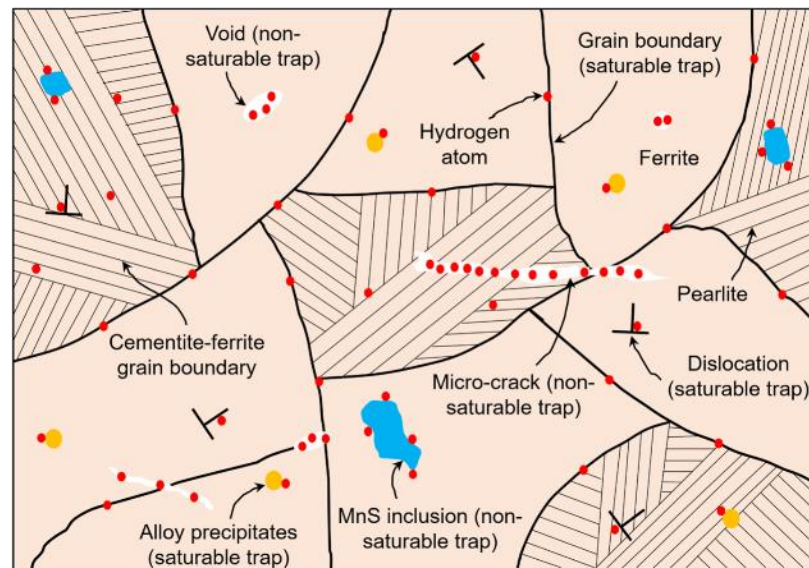 Void (non-
saturable trap)
Grain boundary
(saturable trap)
Hydrogen
atom
Ferrite
Pearlite
Cementite-ferrite
grain boundary
Micro-crack (non-
saturable trap)
Dislocation
(saturable trap)
Alloy precipitates
(saturable trap)
MnS inclusion (non-
saturable trap)